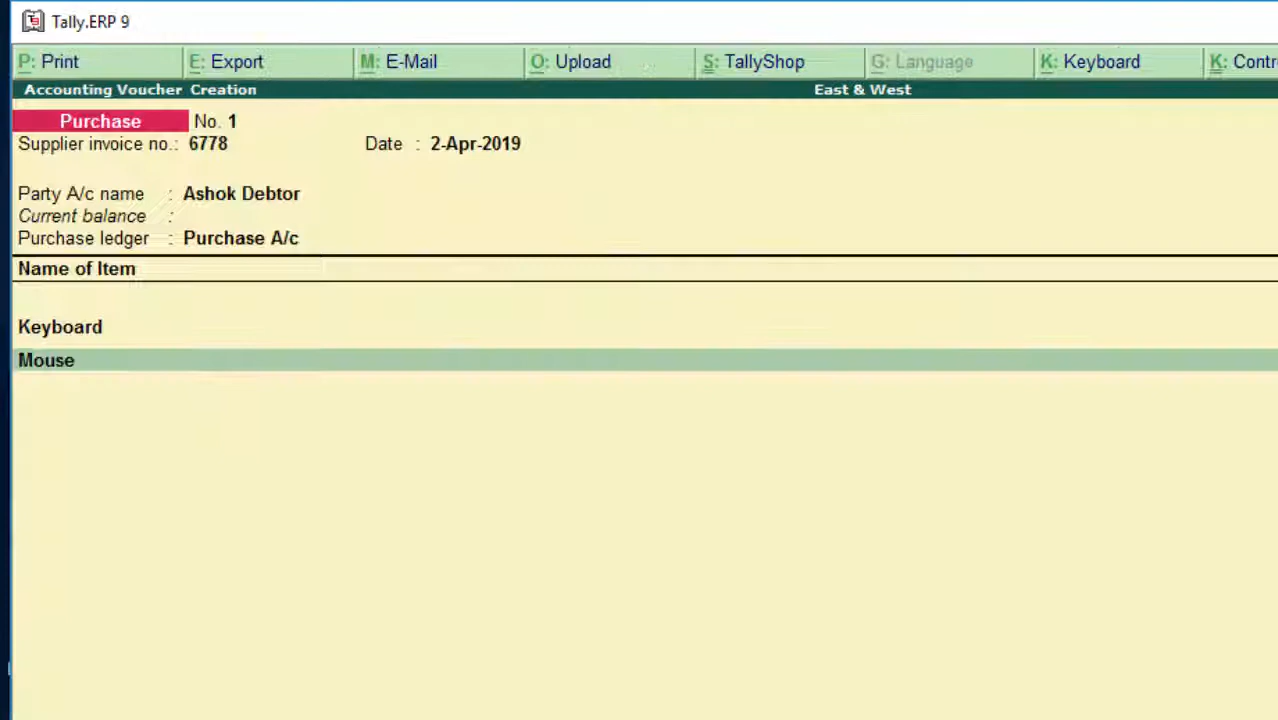 Tally.ERP 9
P: Print E: Export M: E-Mail O: Upload S: TallyShop G: Language K: Keyboard K: Contr
Accounting Voucher Creation East & West
Purchase No. 1
Supplier invoice no.: 6778 Date : 2-Apr-2019
Party A/c name : Ashok Debtor
Current balance :
Purchase ledger : Purchase A/c
Name of Item
Keyboard
Mouse